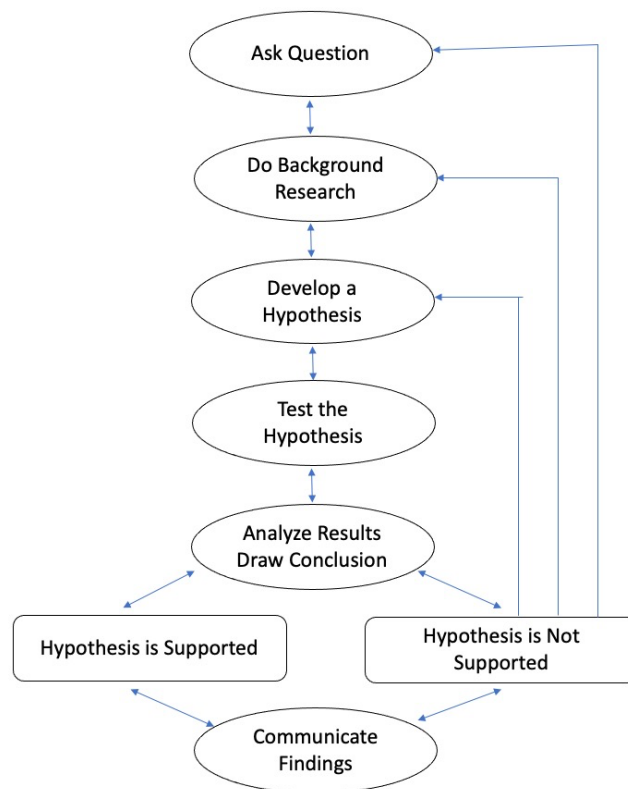 Ask Question
Do Background
Research
Develop a
Hypothesis
Test the
Hypothesis
Analyze Results
Draw Conclusion
Hypothesis is Supported
Hypothesis is Not
Supported
Communicate
Findings